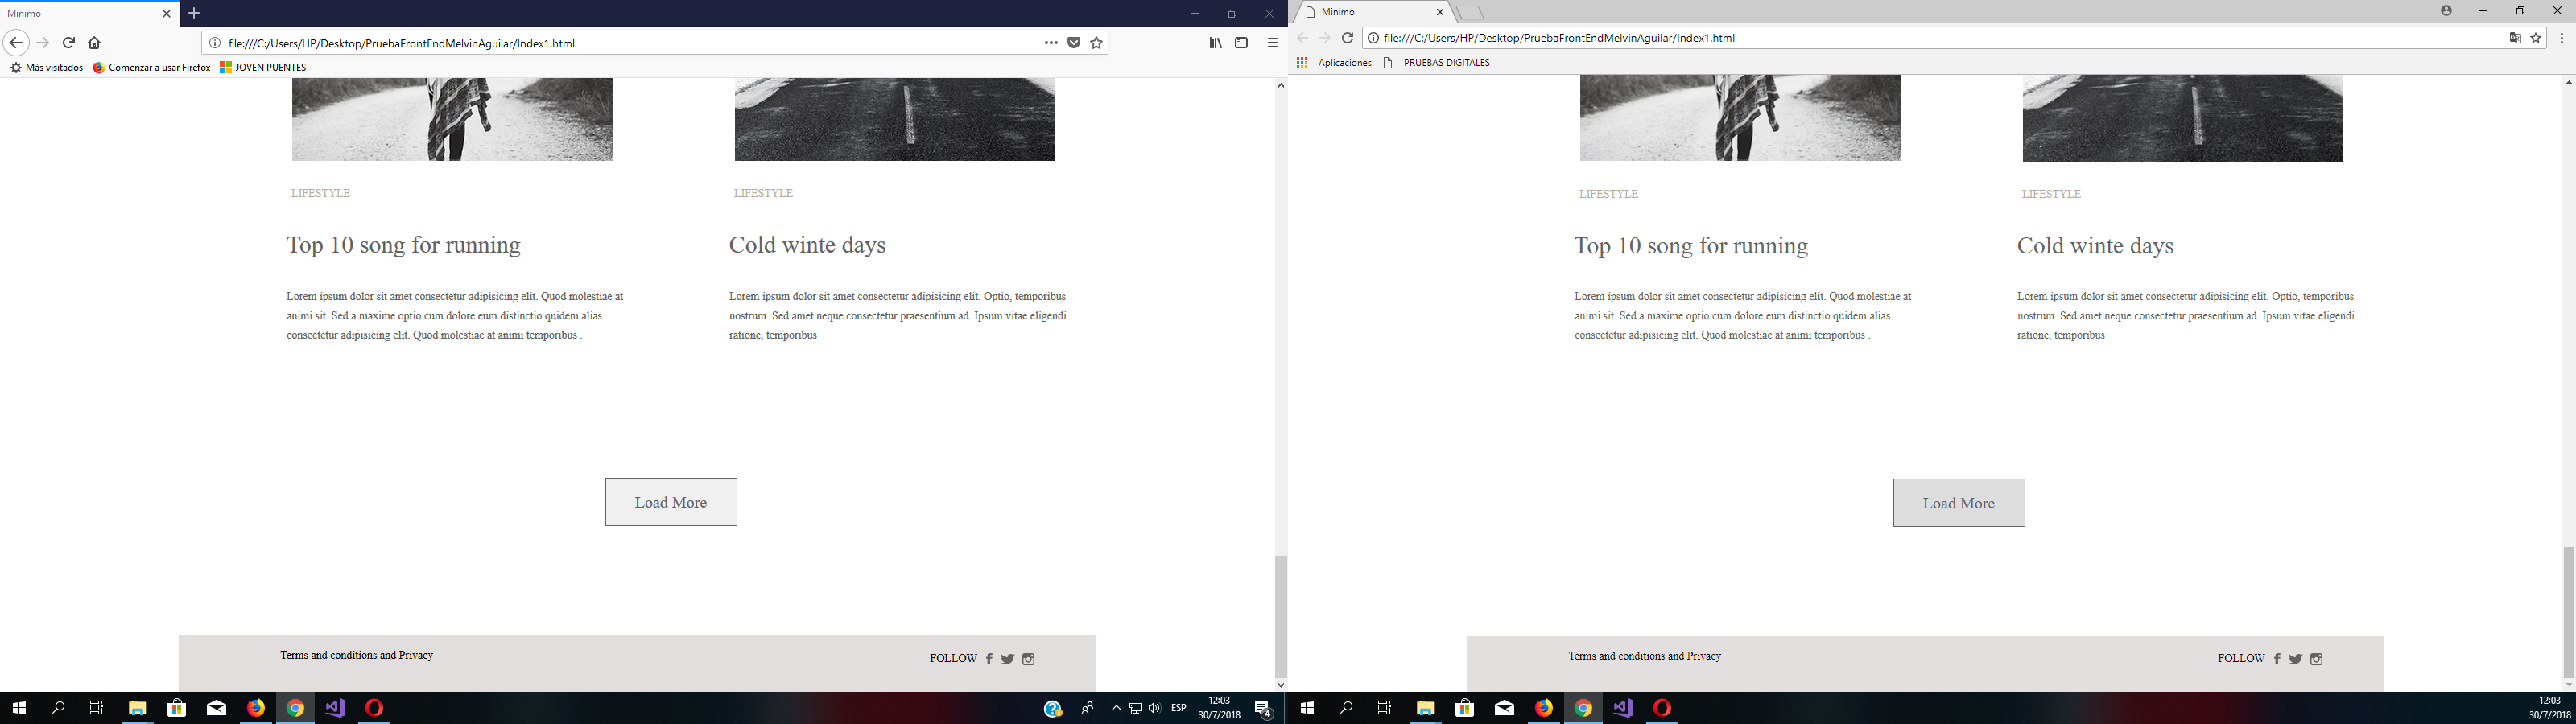 Minimo
file:///C:/Users/HP/Desktop/PruebaFrontEndMelvinAguilar/Index1.html
Más visitados Comenzar a usar Firefox JOVEN PUENTES
LIFESTYLE LIFESTYLE
Top 10 song for running Cold winte days
Lorem ipsum dolor sit amet consectetur adipisicing elit. Quod molestiae at
animi sit. Sed a maxime optio cum dolore eum distinctio quidem alias
consectetur adipisicing elit. Quod molestiae at animi temporibus .
Lorem ipsum dolor sit amet consectetur adipisicing elit. Optio, temporibus
nostrum. Sed amet neque consectetur praesentium ad. Ipsum vitae eligendi
ratione, temporibus
Load More
Terms and conditions and Privacy FOLLOW
ESP
12:03
30/7/2018
4
Minimo
file:///C:/Users/HP/Desktop/PruebaFrontEndMelvinAguilar/Index1.html
Aplicaciones PRUEBAS DIGITALES
LIFESTYLE LIFESTYLE
Top 10 song for running Cold winte days
Lorem ipsum dolor sit amet consectetur adipisicing elit. Quod molestiae at
animi sit. Sed a maxime optio cum dolore eum distinctio quidem alias
consectetur adipisicing elit. Quod molestiae at animi temporibus .
Lorem ipsum dolor sit amet consectetur adipisicing elit. Optio, temporibus
nostrum. Sed amet neque consectetur praesentium ad. Ipsum vitae eligendi
ratione, temporibus
Load More
Terms and conditions and Privacy FOLLOW
12:03
30/7/2018